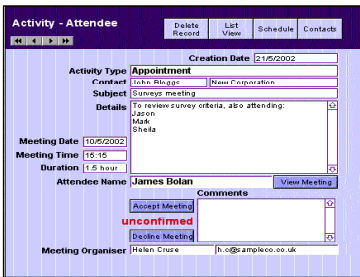 Activity - Attendee
Delete Record
List View
Schedule
Contacts
Creation Date 21/5/2002
Activity Type Appointment
Contact John Bloggs New Corporation
Subject Surveys meeting
Details To review survey criteria, also attending:
Jason
Mark
Sheila
Meeting Date 10/5/2002
Meeting Time 15:15
Duration 1.5 hour
Attendee Name James Bolan View Meeting
Comments
Accept Meeting
unconfirmed
Decline Meeting
Meeting Organiser Helen Cruse h.c@sampleco.co.uk